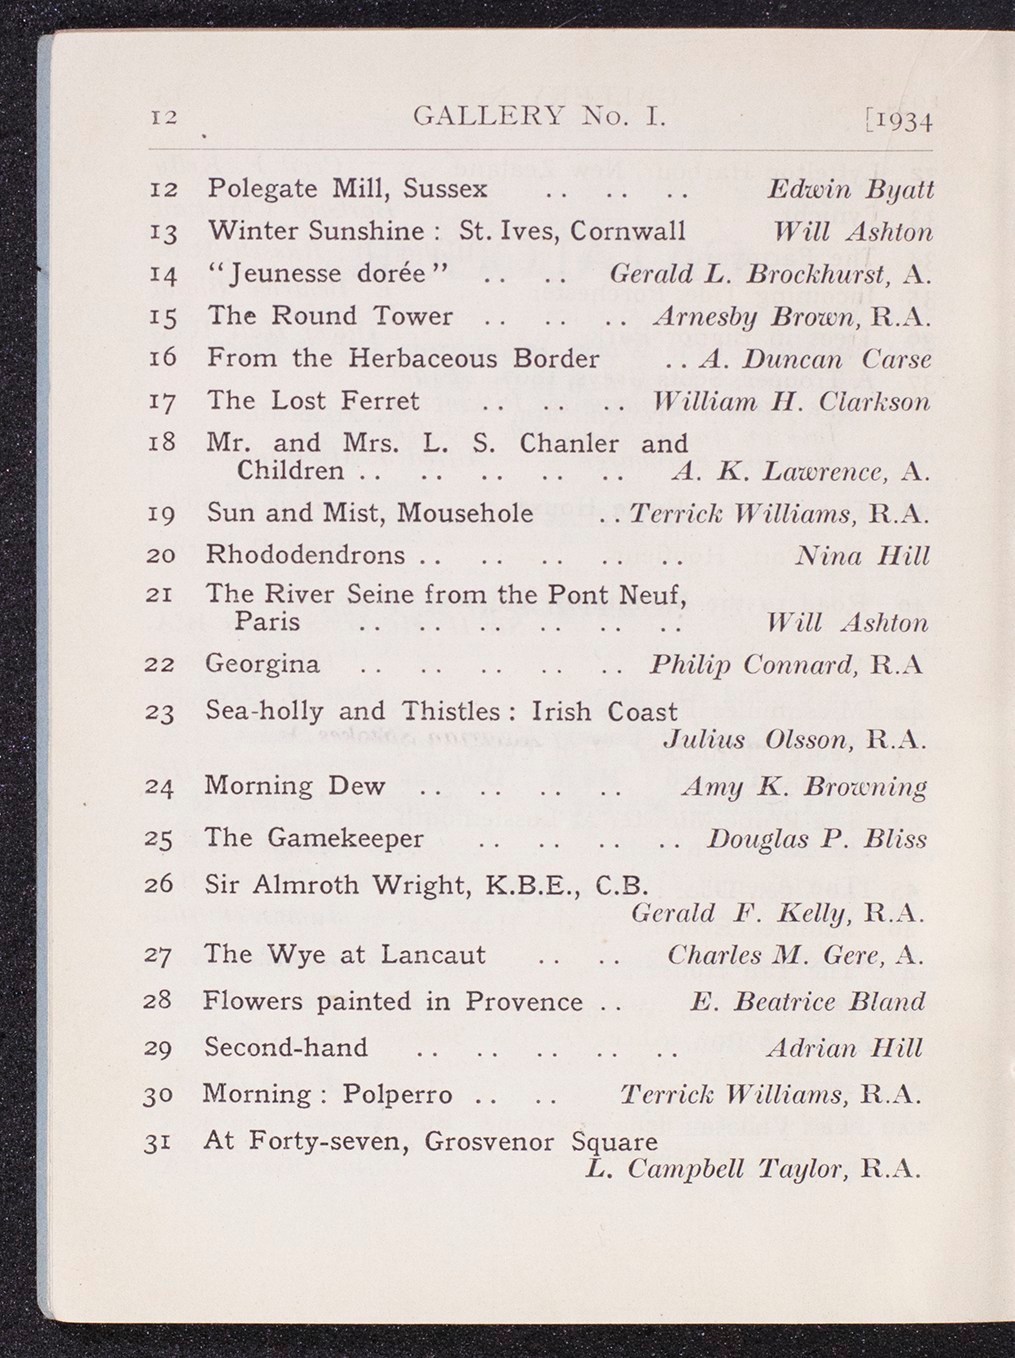 12 GALLERY No. I. [1934
12 Polegate Mill, Sussex .. .. .. Edwin Byatt
13 Winter Sunshine : St. Ives, Cornwall Will Ashton
14 “Jeunesse dorée” .. .. Gerald L. Brockhurst, A.
15 The Round Tower .. .. .. Arnesby Brown, R.A.
16 From the Herbaceous Border .. A. Duncan Carse
17 The Lost Ferret .. .. .. William H. Clarkson
18 Mr. and Mrs. L. S. Chanler and
Children .. .. .. .. .. A. K. Lawrence, A.
19 Sun and Mist, Mousehole .. Terrick Williams, R.A.
20 Rhododendrons .. .. .. .. .. Nina Hill
21 The River Seine from the Pont Neuf,
Paris .. .. .. .. .. .. Will Ashton
22 Georgina .. .. .. .. .. Philip Connard, R.A
23 Sea-holly and Thistles : Irish Coast
Julius Olsson, R.A.
24 Morning Dew .. .. .. .. Amy K. Browning
25 The Gamekeeper .. .. .. .. Douglas P. Bliss
26 Sir Almroth Wright, K.B.E., C.B.
Gerald F. Kelly, R.A.
27 The Wye at Lancaut .. .. Charles M. Gere, A.
28 Flowers painted in Provence .. E. Beatrice Bland
29 Second-hand .. .. .. .. .. Adrian Hill
30 Morning : Polperro .. .. Terrick Williams, R.A.
31 At Forty-seven, Grosvenor Square
L. Campbell Taylor, R.A.